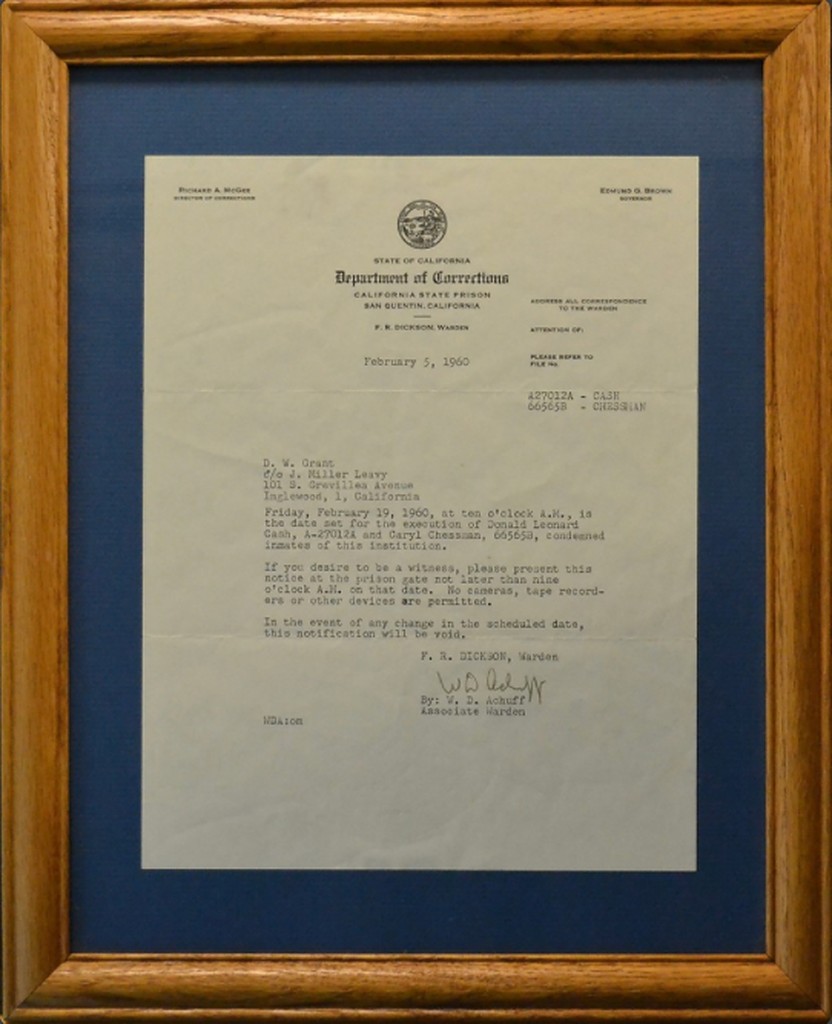 RICHARD A. MCGEE
DIRECTOR OF CORRECTIONS
EDMUND G. BROWN
GOVERNOR
STATE OF CALIFORNIA
Department of Corrections
CALIFORNIA STATE PRISON
SAN QUENTIN, CALIFORNIA
F. R. DICKSON, WARDEN
ADDRESS ALL CORRESPONDENCE
TO THE WARDEN
ATTENTION OF:
PLEASE REFER TO
FILE No.
February 5, 1960
A27012A - CASH
66565B - CHESSMAN
D. W. Grant
c/o J. Miller Leavy
101 S. Grevillea Avenue
Inglewood, 1, California
Friday, February 19, 1960, at ten o'clock A.M., is
the date set for the execution of Donald Leonard
Cash, A-27012A and Caryl Chessman, 66565B, condemned
inmates of this institution.
If you desire to be a witness, please present this
notice at the prison gate not later than nine
o'clock A.M. on that date. No cameras, tape record-
ers or other devices are permitted.
In the event of any change in the scheduled date,
this notification will be void.
F. R. DICKSON, Warden
W D Achuff
By: W. D. Achuff
Associate Warden
WDA:om